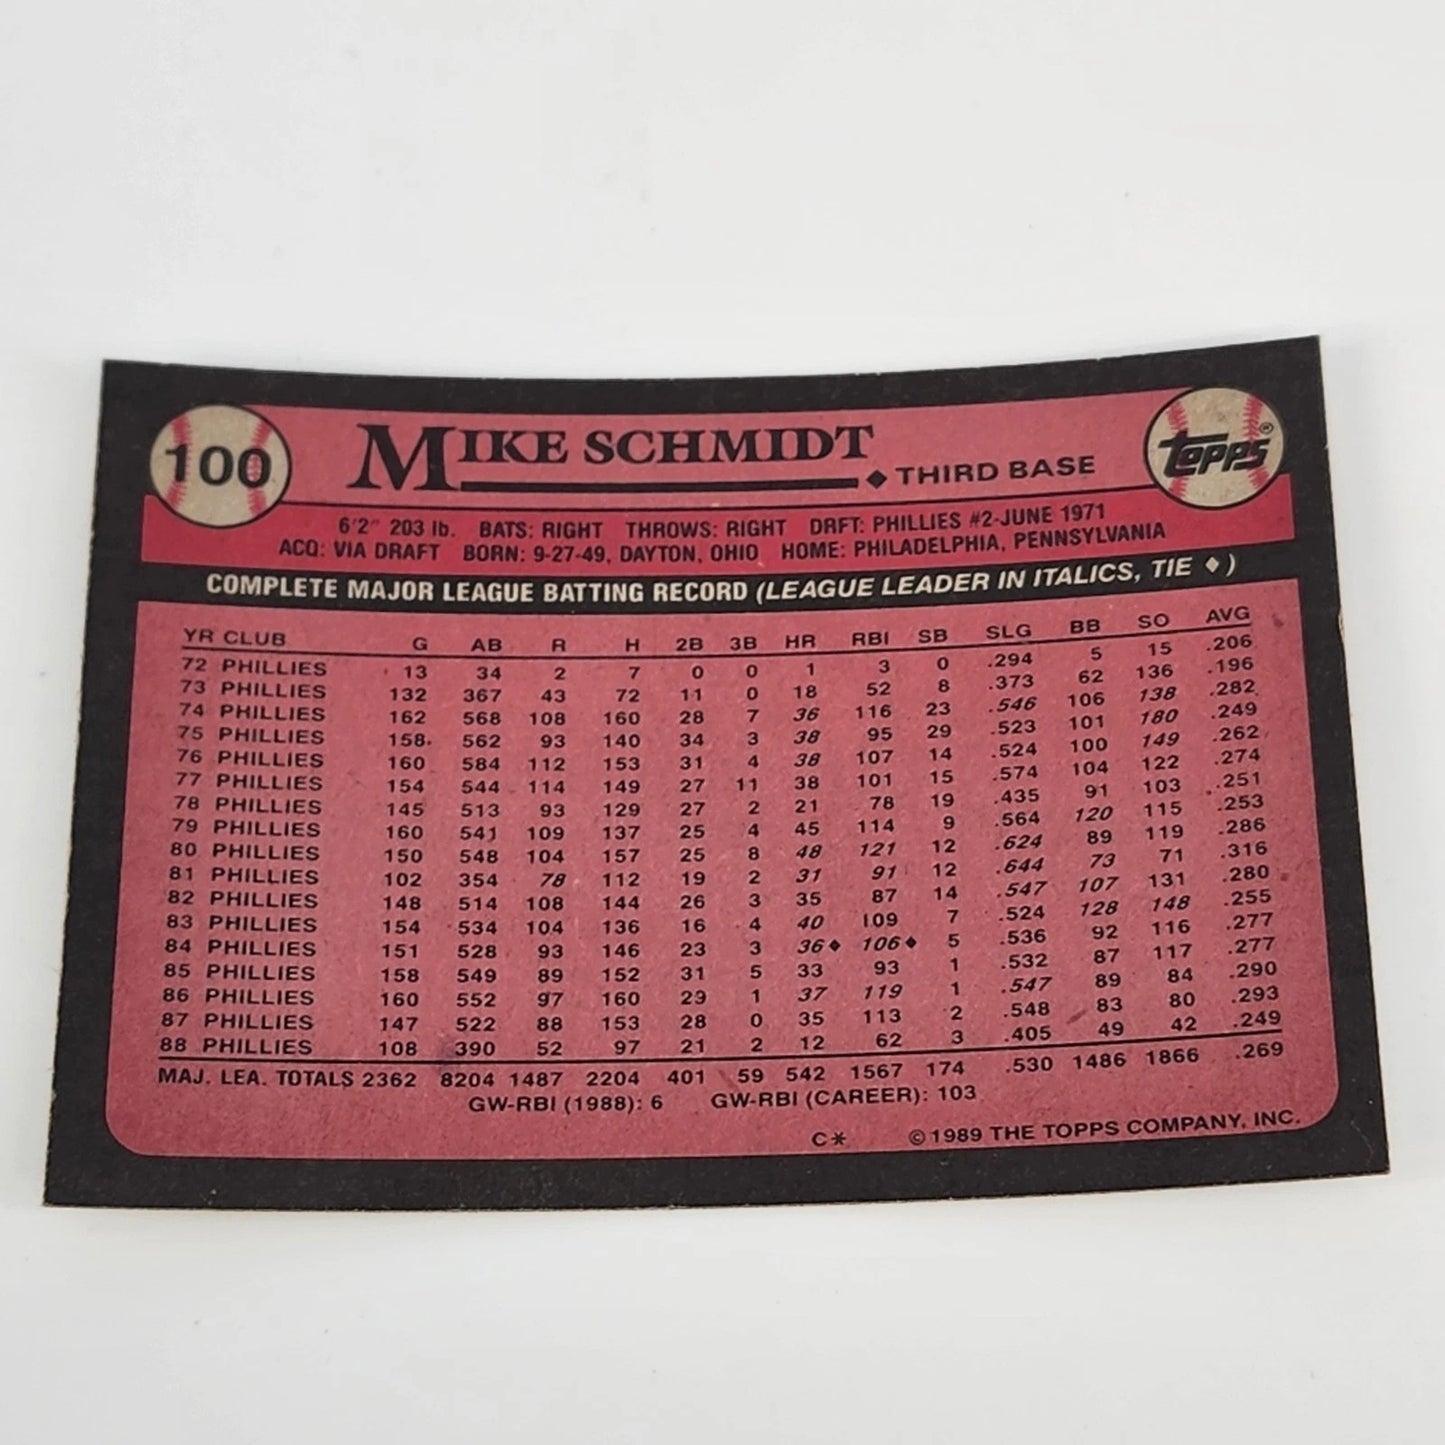 100
MIKE SCHMIDT
◆ THIRD BASE
TOPPS®
6'2" 203 lb. BATS: RIGHT THROWS: RIGHT DRFT: PHILLIES #2-JUNE 1971
ACQ: VIA DRAFT BORN: 9-27-49, DAYTON, OHIO HOME: PHILADELPHIA, PENNSYLVANIA
COMPLETE MAJOR LEAGUE BATTING RECORD (LEAGUE LEADER IN ITALICS, TIE ◆)
YR CLUB G AB R H 2B 3B HR RBI SB SLG BB SO AVG
72 PHILLIES 13 34 2 7 0 0 1 3 0 .294 5 15 .206
73 PHILLIES 132 367 43 72 11 0 18 52 8 .373 62 136 .196
74 PHILLIES 162 568 108 160 28 7 36 116 23 .546 106 138 .282
75 PHILLIES 158 562 93 140 34 3 38 95 29 .523 101 180 .249
76 PHILLIES 160 584 112 153 31 4 38 107 14 .524 100 149 .262
77 PHILLIES 154 544 114 149 27 11 38 101 15 .574 104 122 .274
78 PHILLIES 145 513 93 129 27 2 21 78 19 .435 91 103 .251
79 PHILLIES 160 541 109 137 25 4 45 114 9 .564 120 115 .253
80 PHILLIES 150 548 104 157 25 8 48 121 12 .624 89 119 .286
81 PHILLIES 102 354 78 112 19 2 31 91 12 .644 73 71 .316
82 PHILLIES 148 514 108 144 26 3 35 87 14 .547 107 131 .280
83 PHILLIES 154 534 104 136 16 4 40 109 7 .524 128 148 .255
84 PHILLIES 151 528 93 146 23 3 36◆ 106◆ 5 .536 92 116 .277
85 PHILLIES 158 549 89 152 31 5 33 93 1 .532 87 117 .277
86 PHILLIES 160 552 97 160 29 1 37 119 1 .547 89 84 .290
87 PHILLIES 147 522 88 153 28 0 35 113 2 .548 83 80 .293
88 PHILLIES 108 390 52 97 21 2 12 62 3 .405 49 42 .249
MAJ. LEA. TOTALS 2362 8204 1487 2204 401 59 542 1567 174 .530 1486 1866 .269
GW-RBI (1988): 6 GW-RBI (CAREER): 103
C* ©1989 THE TOPPS COMPANY, INC.